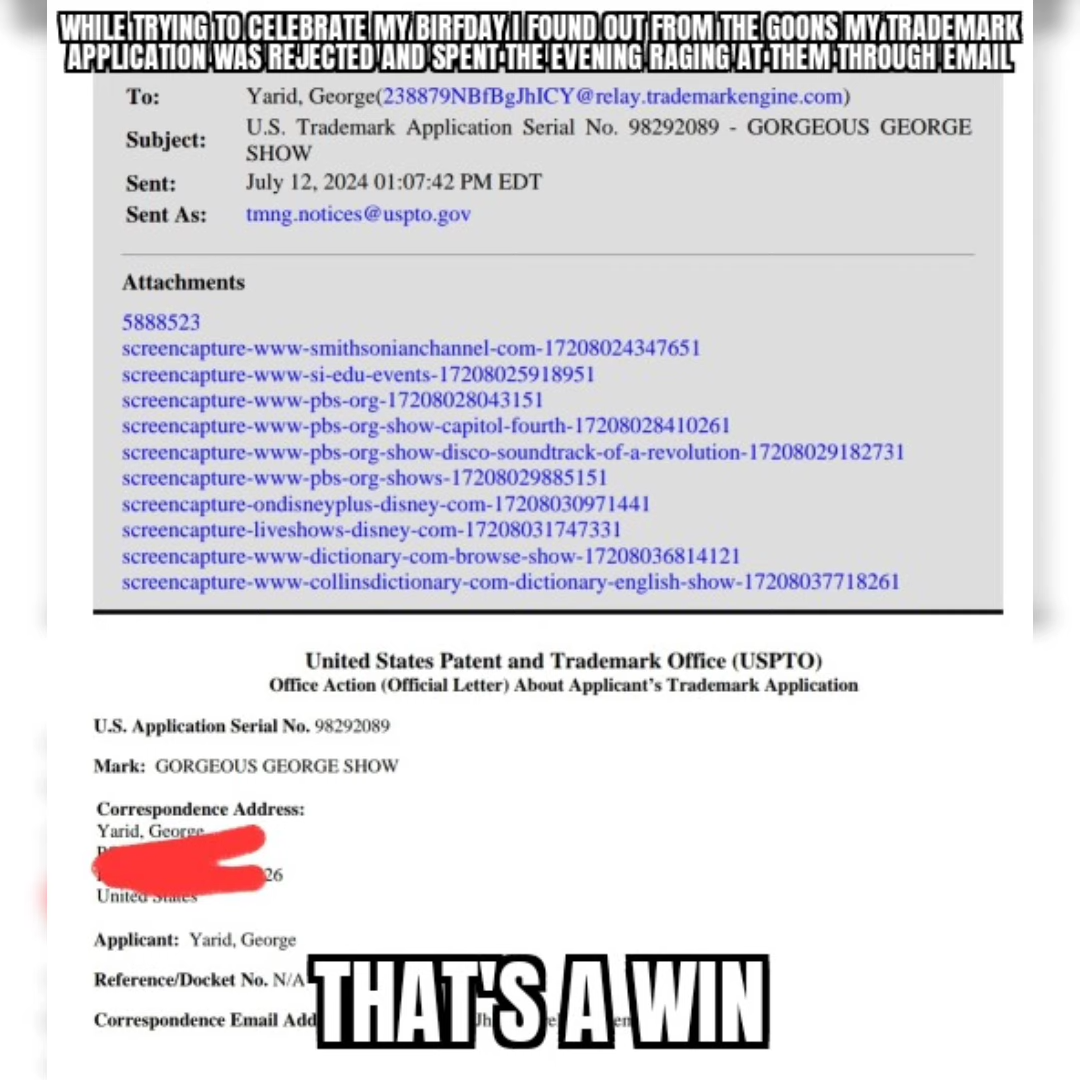 WHILE TRYING TO CELEBRATE MY BIRFDAY I FOUND OUT FROM THE GOONS MY TRADEMARK
APPLICATION WAS REJECTED AND SPENT THE EVENING RAGING AT THEM THROUGH EMAIL
To: Yarid, George(238879NBfBgJhICY@relay.trademarkengine.com)
Subject: U.S. Trademark Application Serial No. 98292089 - GORGEOUS GEORGE
SHOW
Sent: July 12, 2024 01:07:42 PM EDT
Sent As: tmng.notices@uspto.gov
Attachments
5888523
screencapture-www-smithsonianchannel-com-17208024347651
screencapture-www-si-edu-events-17208025918951
screencapture-www-pbs-org-17208028043151
screencapture-www-pbs-org-show-capitol-fourth-17208028410261
screencapture-www-pbs-org-show-disco-soundtrack-of-a-revolution-17208029182731
screencapture-www-pbs-org-shows-17208029885151
screencapture-ondisneyplus-disney-com-17208030971441
screencapture-liveshows-disney-com-17208031747331
screencapture-www-dictionary-com-browse-show-17208036814121
screencapture-www-collinsdictionary-com-dictionary-english-show-17208037718261
United States Patent and Trademark Office (USPTO)
Office Action (Official Letter) About Applicant's Trademark Application
U.S. Application Serial No. 98292089
Mark: GORGEOUS GEORGE SHOW
Correspondence Address:
Yarid, George
26
United States
Applicant: Yarid, George
Reference/Docket No. N/A
Correspondence Email Add
THAT'S A WIN